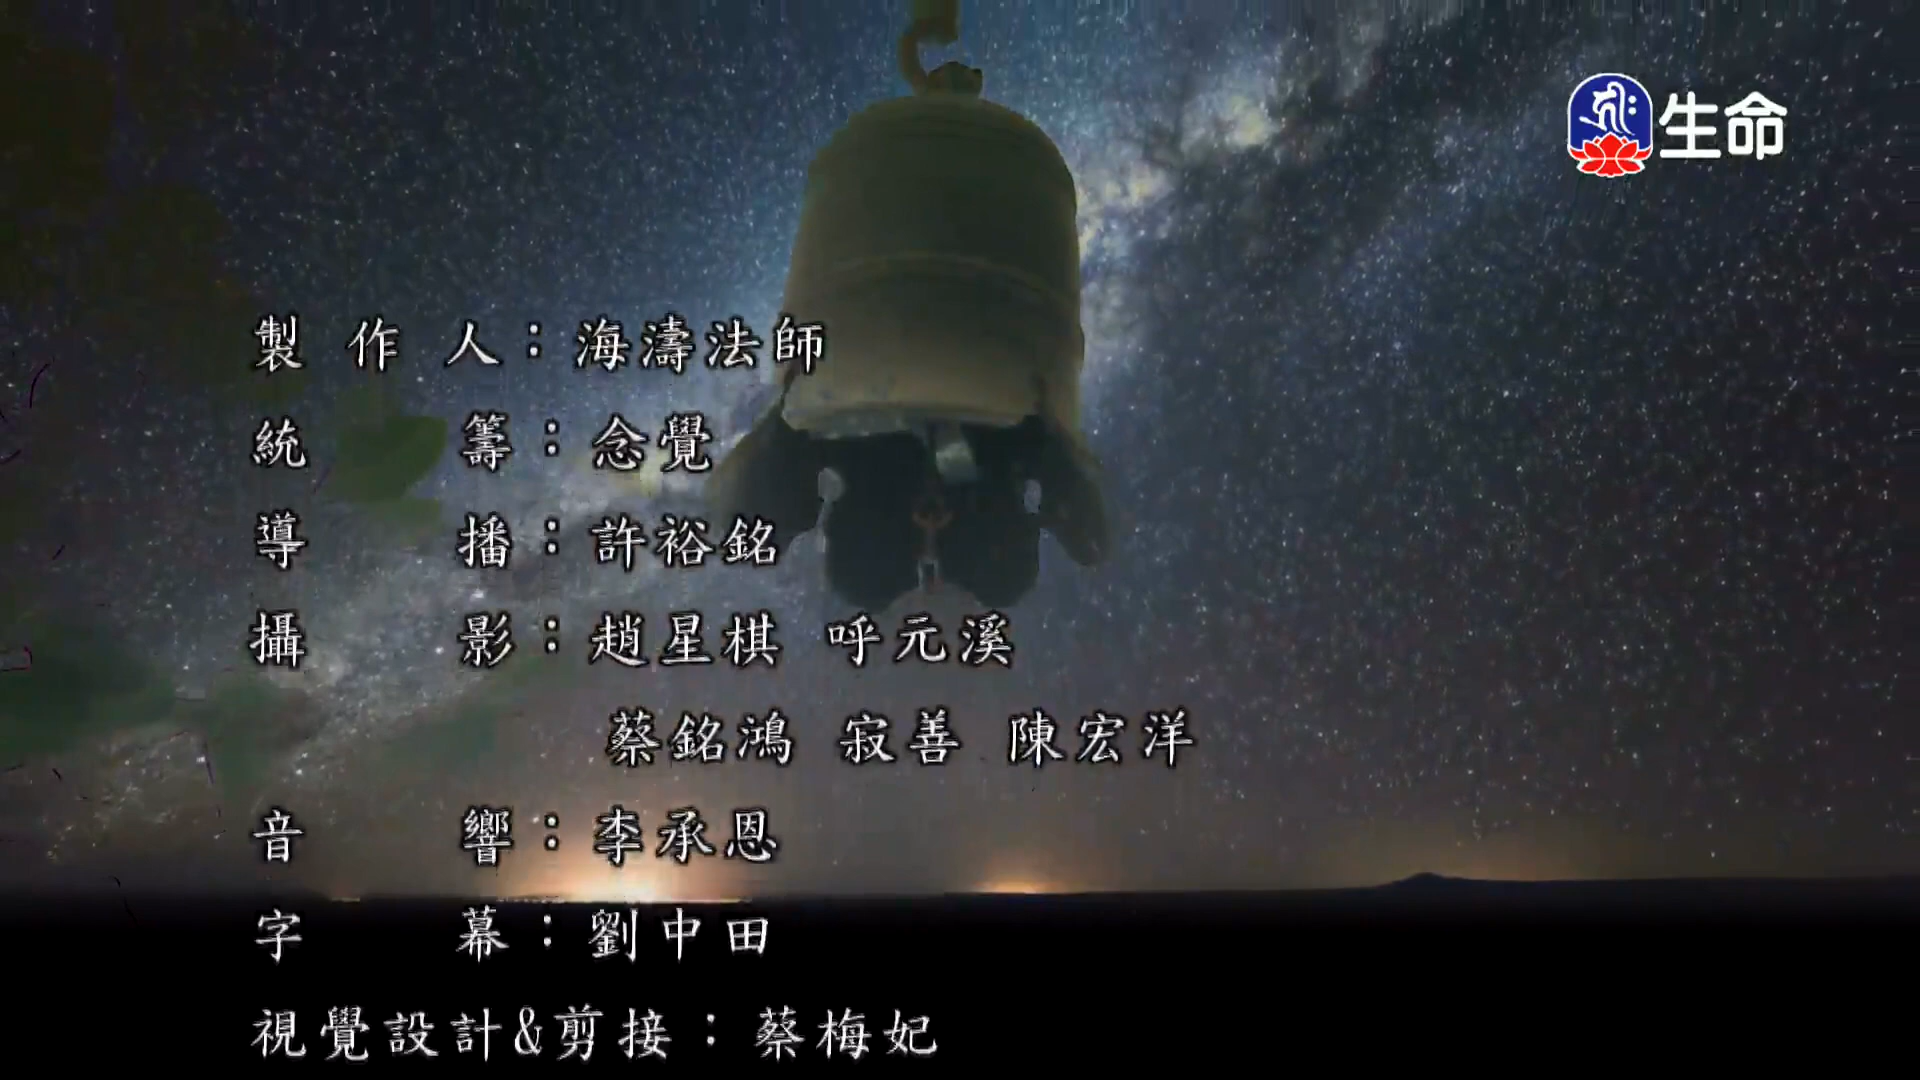 生命
製作人：海濤法師
統籌：念覺
導播：許裕銘
攝影：趙星棋 呼元溪
蔡銘鴻 寂善 陳宏洋
音響：李承恩
字幕：劉中田
視覺設計&剪接：蔡梅妃